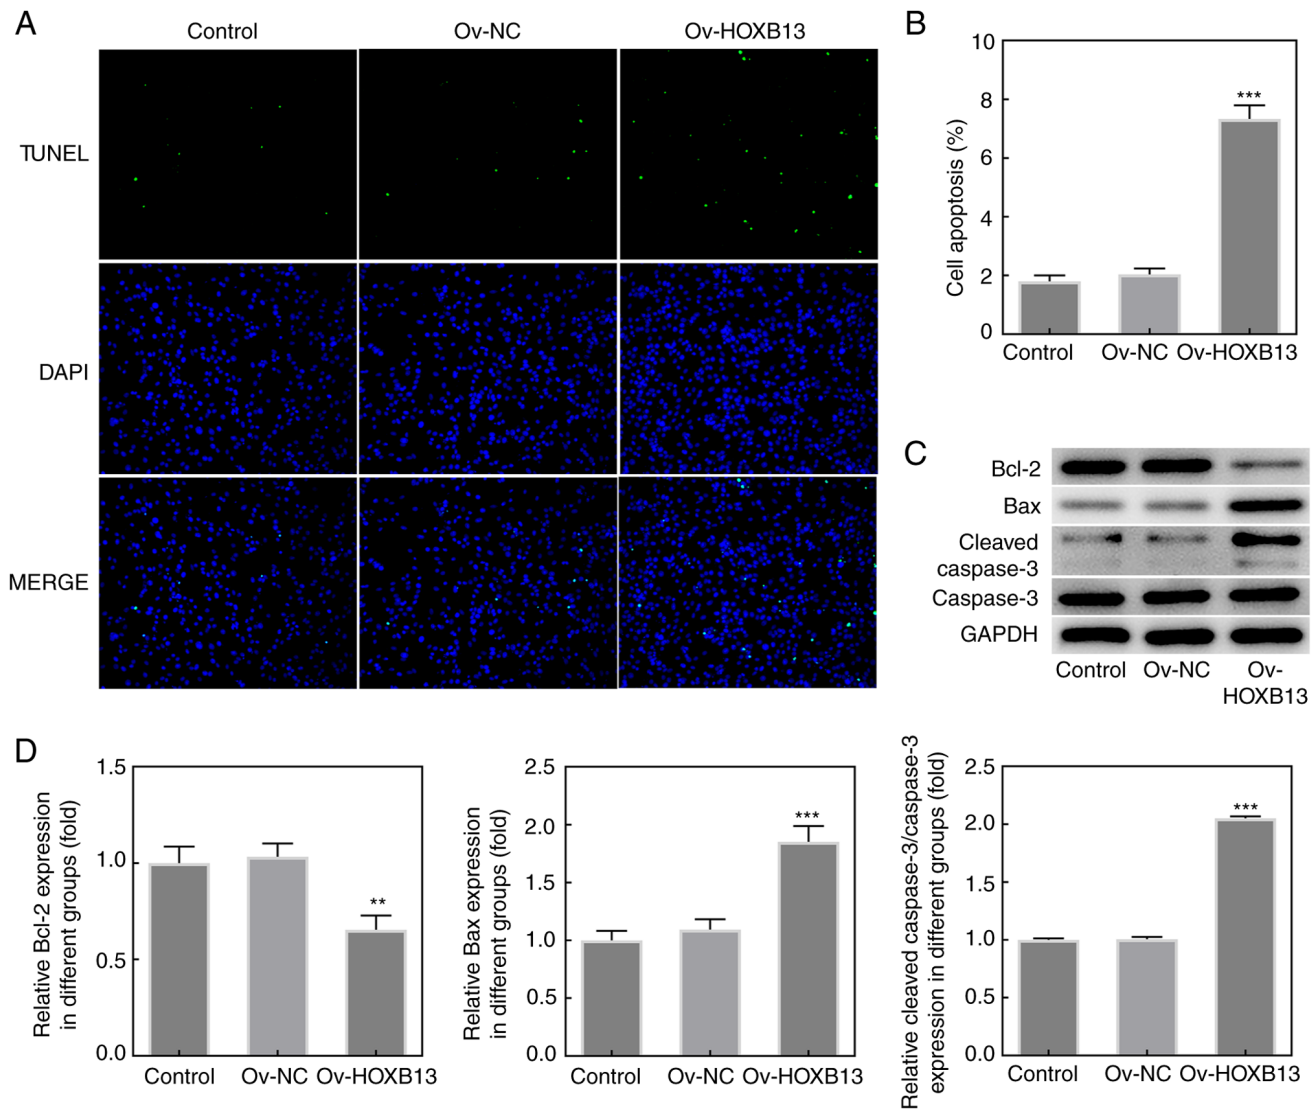 A
Control
Ov-NC
Ov-HOXB13
TUNEL
DAPI
MERGE
B
Cell apoptosis (%)
10
8
6
4
2
0
***
Control
Ov-NC
Ov-HOXB13
C
Bcl-2
Bax
Cleaved
caspase-3
Caspase-3
GAPDH
Control
Ov-NC
Ov-
HOXB13
D
Relative Bcl-2 expression
in different groups (fold)
1.5
1.0
0.5
0.0
**
Control
Ov-NC
Ov-HOXB13
Relative Bax expression
in different groups (fold)
2.5
2.0
1.5
1.0
0.5
0.0
***
Control
Ov-NC
Ov-HOXB13
Relative cleaved caspase-3/caspase-3
expression in different groups (fold)
2.5
2.0
1.5
1.0
0.5
0.0
***
Control
Ov-NC
Ov-HOXB13